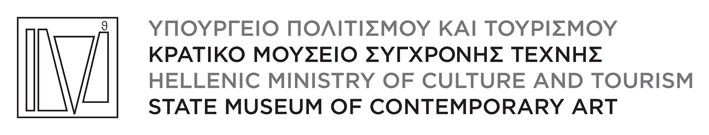 ΥΠΟΥΡΓΕΙΟ ΠΟΛΙΤΙΣΜΟΥ ΚΑΙ ΤΟΥΡΙΣΜΟΥ
ΚΡΑΤΙΚΟ ΜΟΥΣΕΙΟ ΣΥΓΧΡΟΝΗΣ ΤΕΧΝΗΣ
HELLENIC MINISTRY OF CULTURE AND TOURISM
STATE MUSEUM OF CONTEMPORARY ART